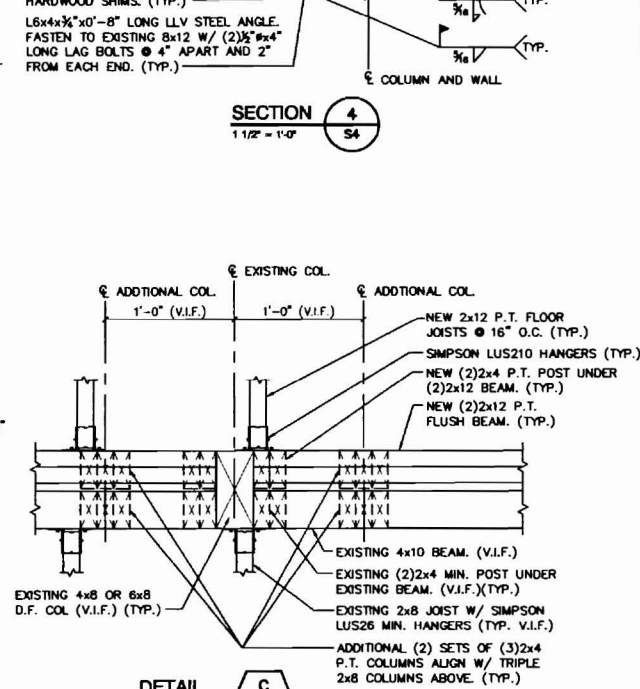 HARDWOOD SHIMS. (TYP.)
L6x4x⅜"x0'-8" LONG LLV STEEL ANGLE.
FASTEN TO EXISTING 8x12 W/ (2)½"øx4"
LONG LAG BOLTS @ 4" APART AND 2"
FROM EACH END. (TYP.)
TYP.
TYP.
℄ COLUMN AND WALL
SECTION 4
1 1/2" = 1'-0" S4
℄ EXISTING COL.
℄ ADDTIONAL COL.
℄ ADDTIONAL COL.
1'-0" (V.I.F.)
1'-0" (V.I.F.)
NEW 2x12 P.T. FLOOR
JOISTS @ 16" O.C. (TYP.)
SIMPSON LUS210 HANGERS (TYP.)
NEW (2)2x4 P.T. POST UNDER
(2)2x12 BEAM. (TYP.)
NEW (2)2x12 P.T.
FLUSH BEAM. (TYP.)
EXISTING 4x10 BEAM. (V.I.F.)
EXISTING (2)2x4 MIN. POST UNDER
EXISTING BEAM. (V.I.F.)(TYP.)
EXISTING 4x8 OR 6x8
D.F. COL (V.I.F.) (TYP.)
EXISTING 2x8 JOIST W/ SIMPSON
LUS26 MIN. HANGERS (TYP. V.I.F.)
ADDITIONAL (2) SETS OF (3)2x4
P.T. COLUMNS ALIGN W/ TRIPLE
2x8 COLUMNS ABOVE. (TYP.)
DETAIL C